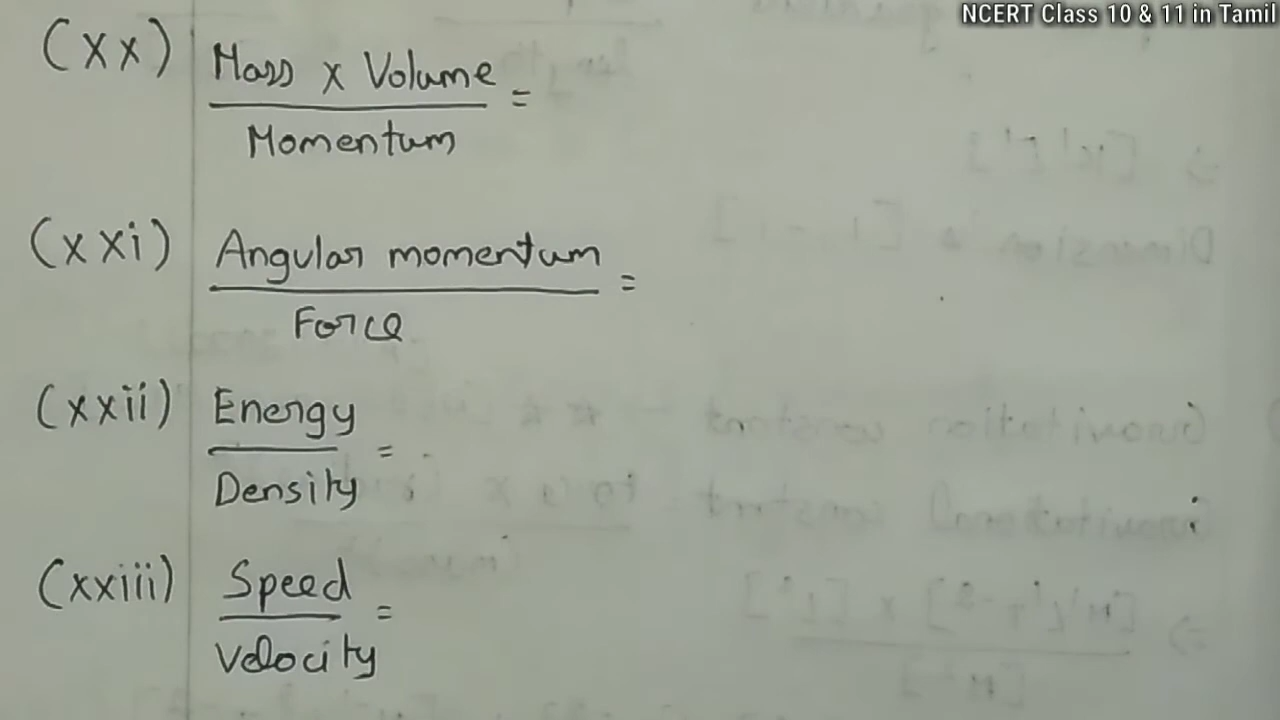 NCERT Class 10 & 11 in Tamil
(xx) Mass x Volume
=
Momentum
(xxi) Angular momentum
=
Force
(xxii) Energy
=
Density
(xxiii) Speed
=
Velocity